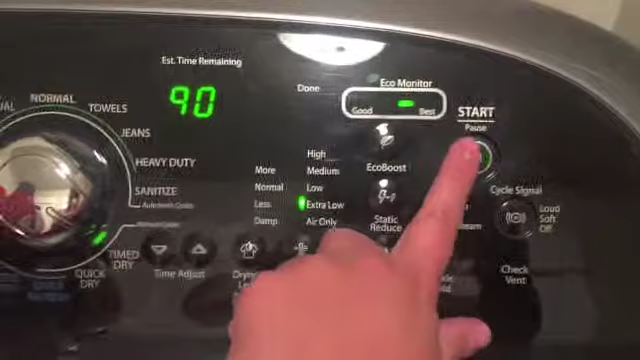 Est. Time Remaining
90
Done
Eco Monitor
Good
Best
START
Pause
NORMAL
TOWELS
JEANS
HEAVY DUTY
SANITIZE
Automatic Cycles
TIMED
DRY
QUICK
DRY
Time Adjust
More
Normal
Less
Damp
High
Medium
Low
Extra Low
Air Only
EcoBoost
Static
Reduce
Cycle Signal
Loud
Soft
Off
Check
Vent